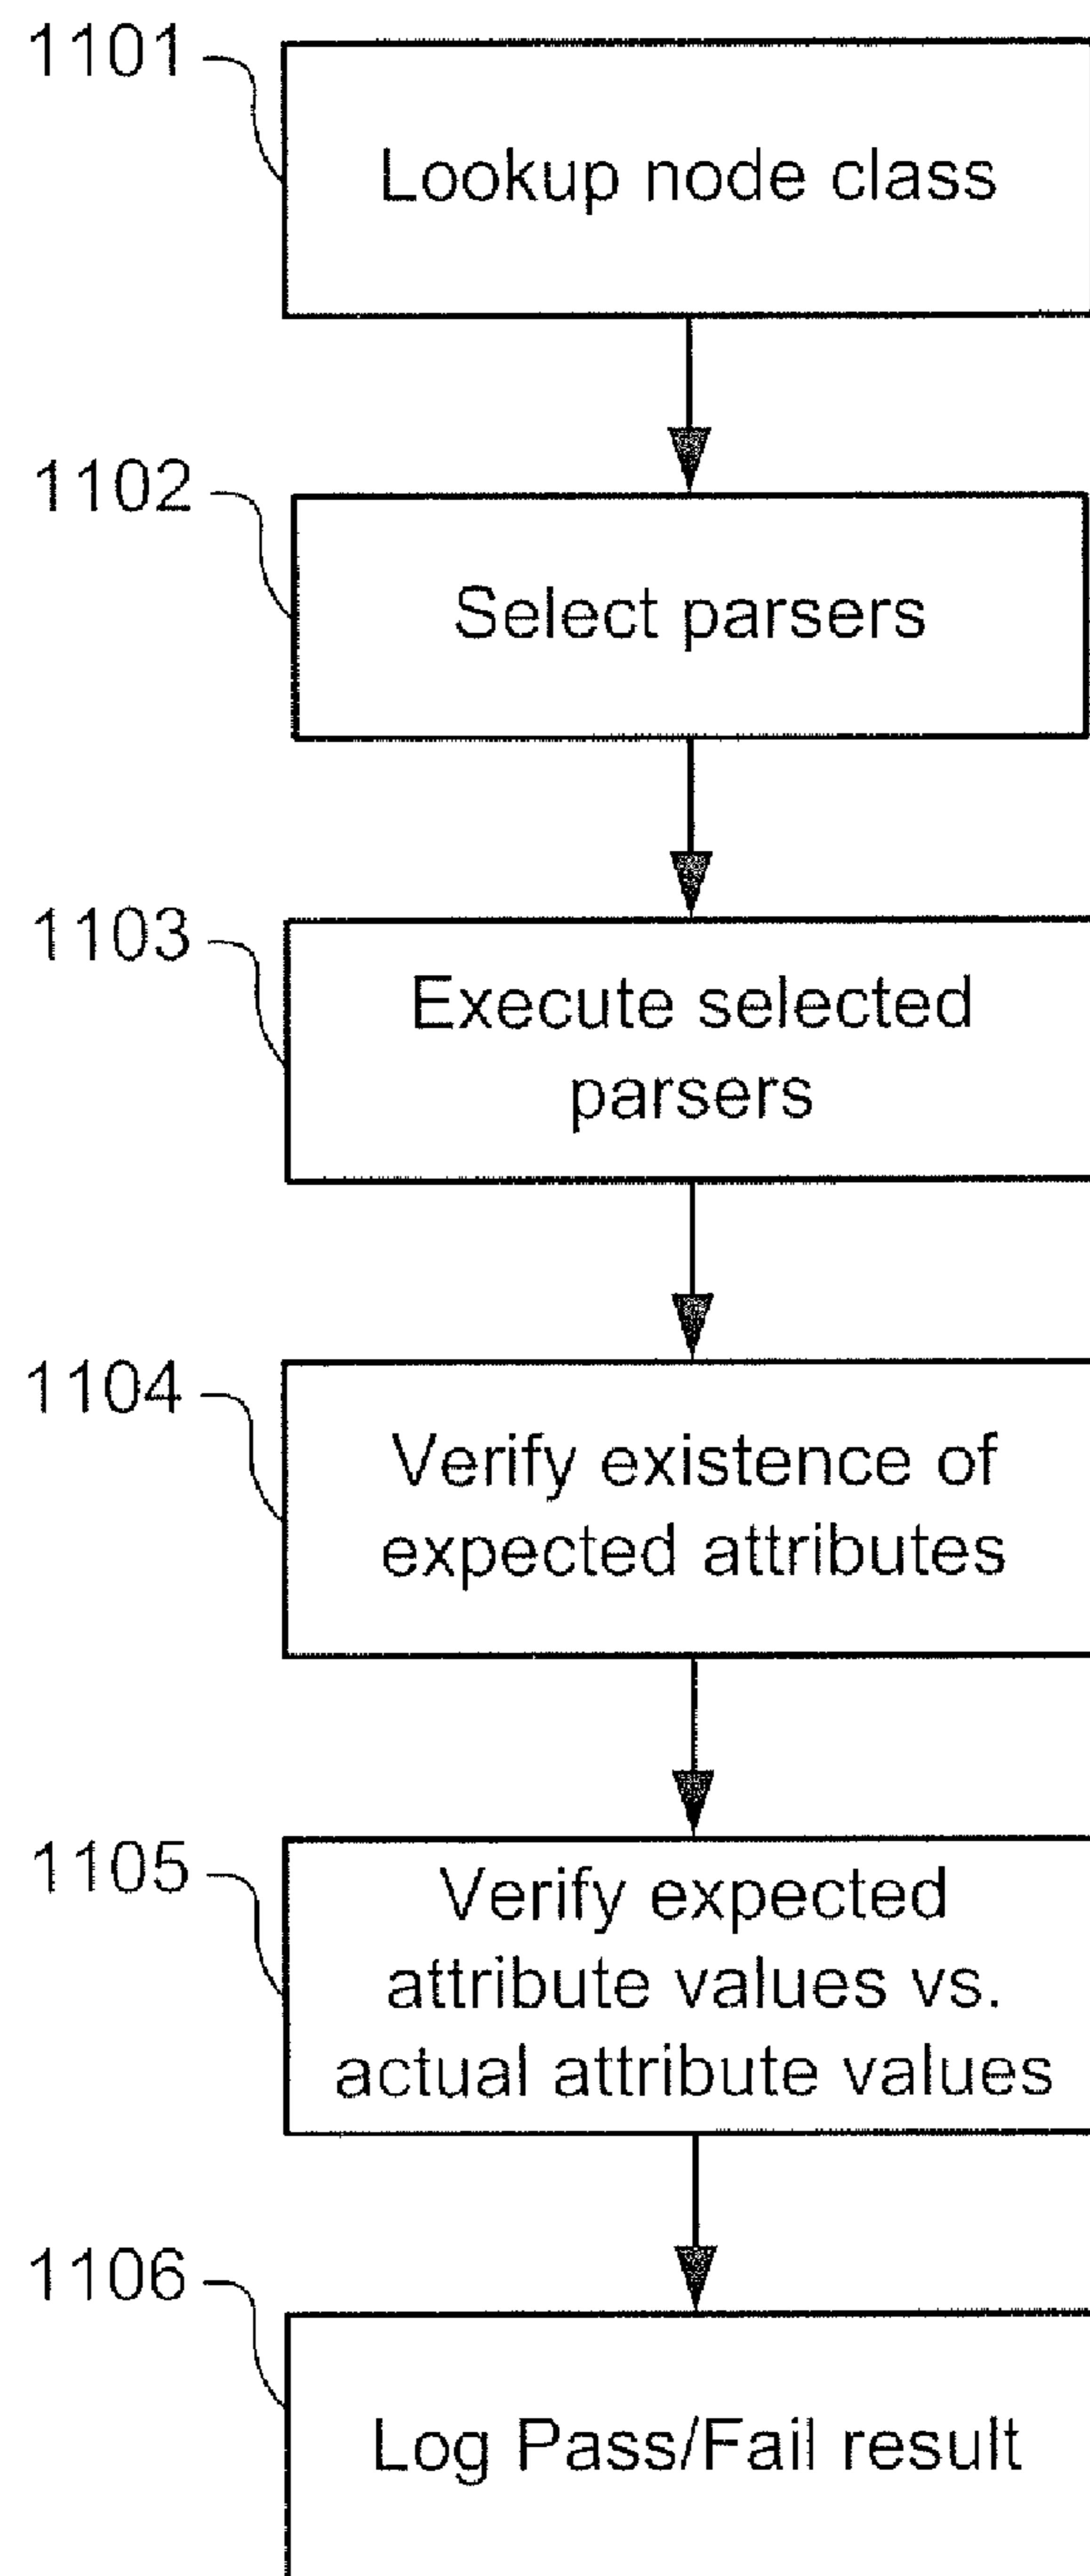 1101
Lookup node class
1102
Select parsers
1103
Execute selected
parsers
1104
Verify existence of
expected attributes
1105
Verify expected
attribute values vs.
actual attribute values
1106
Log Pass/Fail result